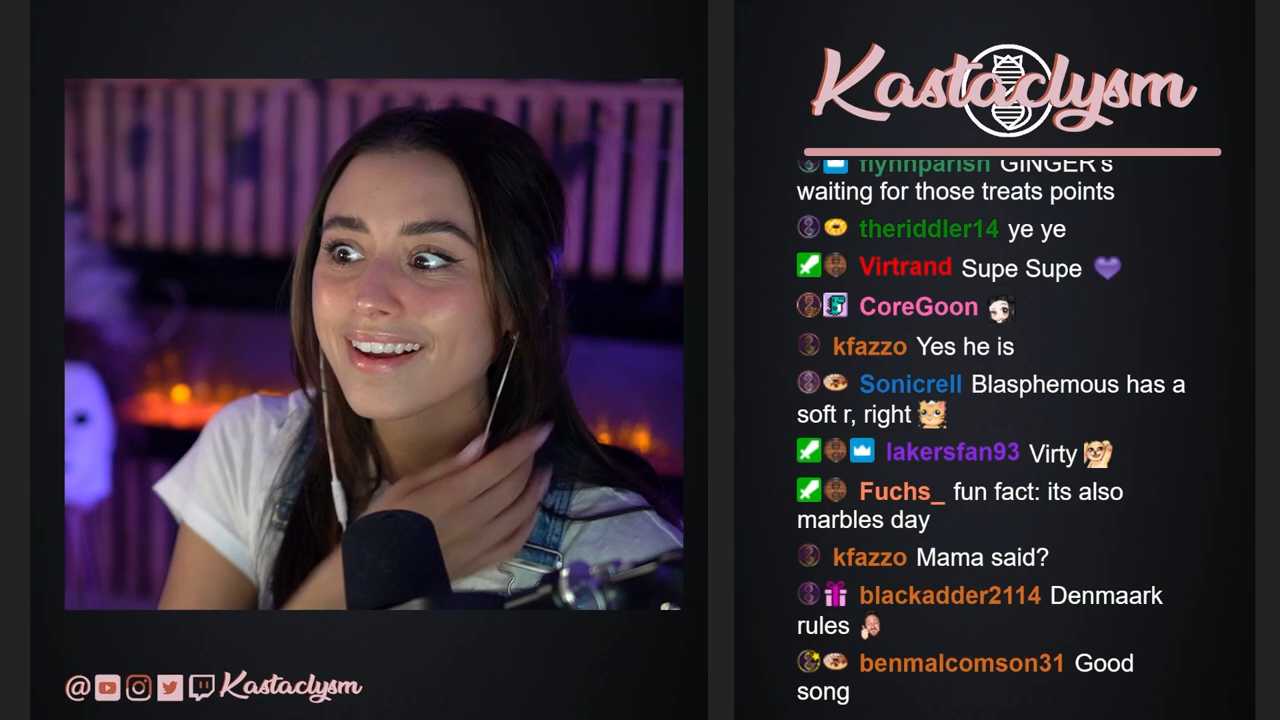 Kastaclysm
flynnparish GINGER's
waiting for those treats points
theriddler14 ye ye
Virtrand Supe Supe
CoreGoon
kfazzo Yes he is
Sonicrell Blasphemous has a
soft r, right
lakersfan93 Virty
Fuchs_ fun fact: its also
marbles day
kfazzo Mama said?
blackadder2114 Denmaark
rules
benmalcomson31 Good
song
@ Kastaclysm